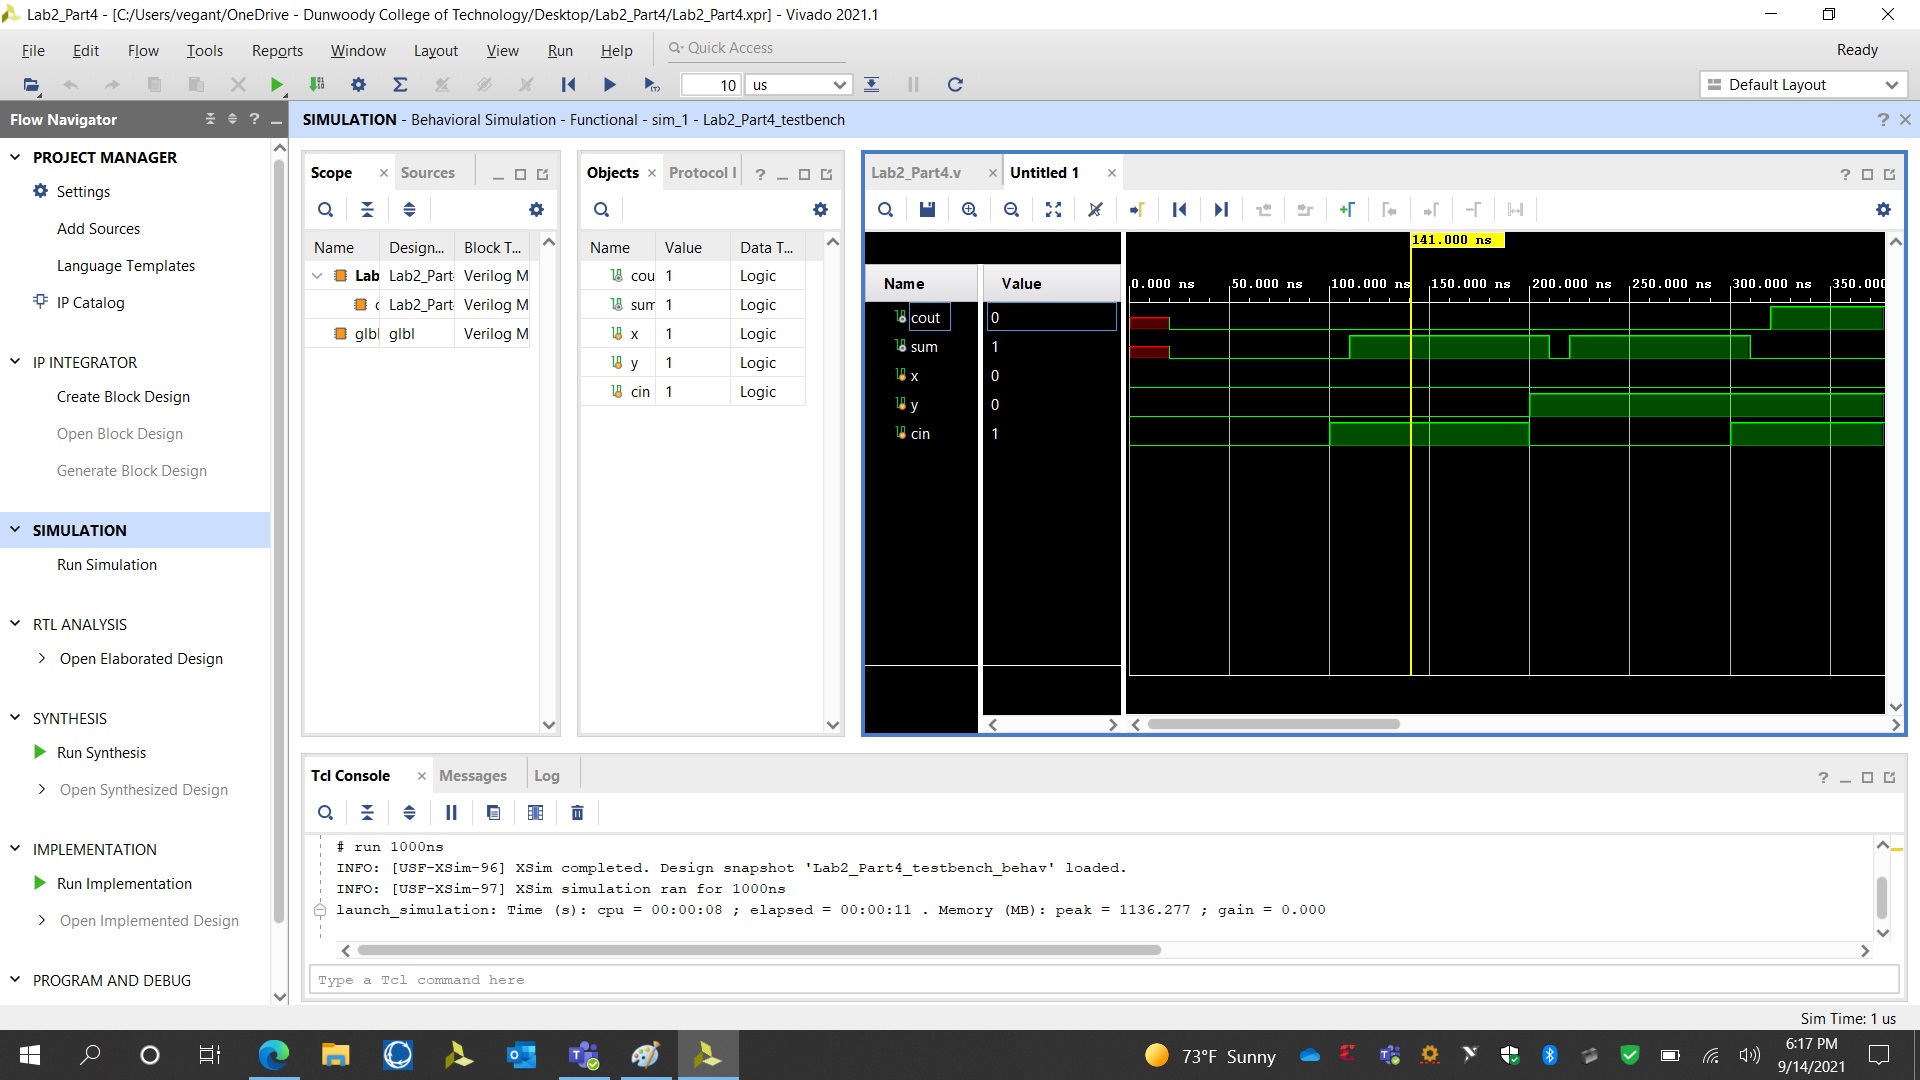 Lab2_Part4 - [C:/Users/vegant/OneDrive - Dunwoody College of Technology/Desktop/Lab2_Part4/Lab2_Part4.xpr] - Vivado 2021.1
File Edit Flow Tools Reports Window Layout View Run Help Quick Access Ready
10 us Default Layout
Flow Navigator
PROJECT MANAGER
Settings
Add Sources
Language Templates
IP Catalog
IP INTEGRATOR
Create Block Design
Open Block Design
Generate Block Design
SIMULATION
Run Simulation
RTL ANALYSIS
Open Elaborated Design
SYNTHESIS
Run Synthesis
Open Synthesized Design
IMPLEMENTATION
Run Implementation
Open Implemented Design
PROGRAM AND DEBUG
SIMULATION - Behavioral Simulation - Functional - sim_1 - Lab2_Part4_testbench
Scope Sources
Name Design... Block T...
Lab Lab2_Part Verilog M
Lab2_Part Verilog M
glbl glbl Verilog M
Objects Protocol I
Name Value Data T...
cou 1 Logic
sum 1 Logic
x 1 Logic
y 1 Logic
cin 1 Logic
Lab2_Part4.v Untitled 1
141.000 ns
Name Value 0.000 ns 50.000 ns 100.000 ns 150.000 ns 200.000 ns 250.000 ns 300.000 ns 350.000
cout 0
sum 1
x 0
y 0
cin 1
Tcl Console Messages Log
# run 1000ns
INFO: [USF-XSim-96] XSim completed. Design snapshot 'Lab2_Part4_testbench_behav' loaded.
INFO: [USF-XSim-97] XSim simulation ran for 1000ns
launch_simulation: Time (s): cpu = 00:00:08 ; elapsed = 00:00:11 . Memory (MB): peak = 1136.277 ; gain = 0.000
Type a Tcl command here
Sim Time: 1 us
73°F Sunny
6:17 PM
9/14/2021